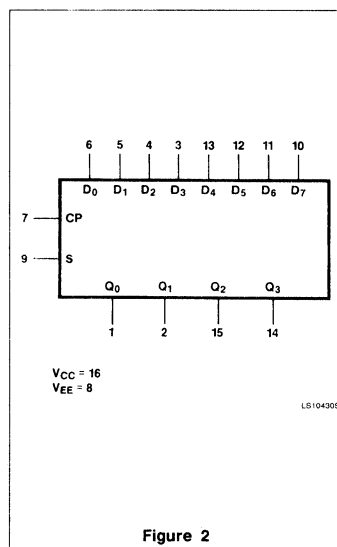 6 5 4 3 13 12 11 10
D₀ D₁ D₂ D₃ D₄ D₅ D₆ D₇
7 CP
9 S
Q₀ Q₁ Q₂ Q₃
1 2 15 14
VCC = 16
VEE = 8
LS10430S
Figure 2